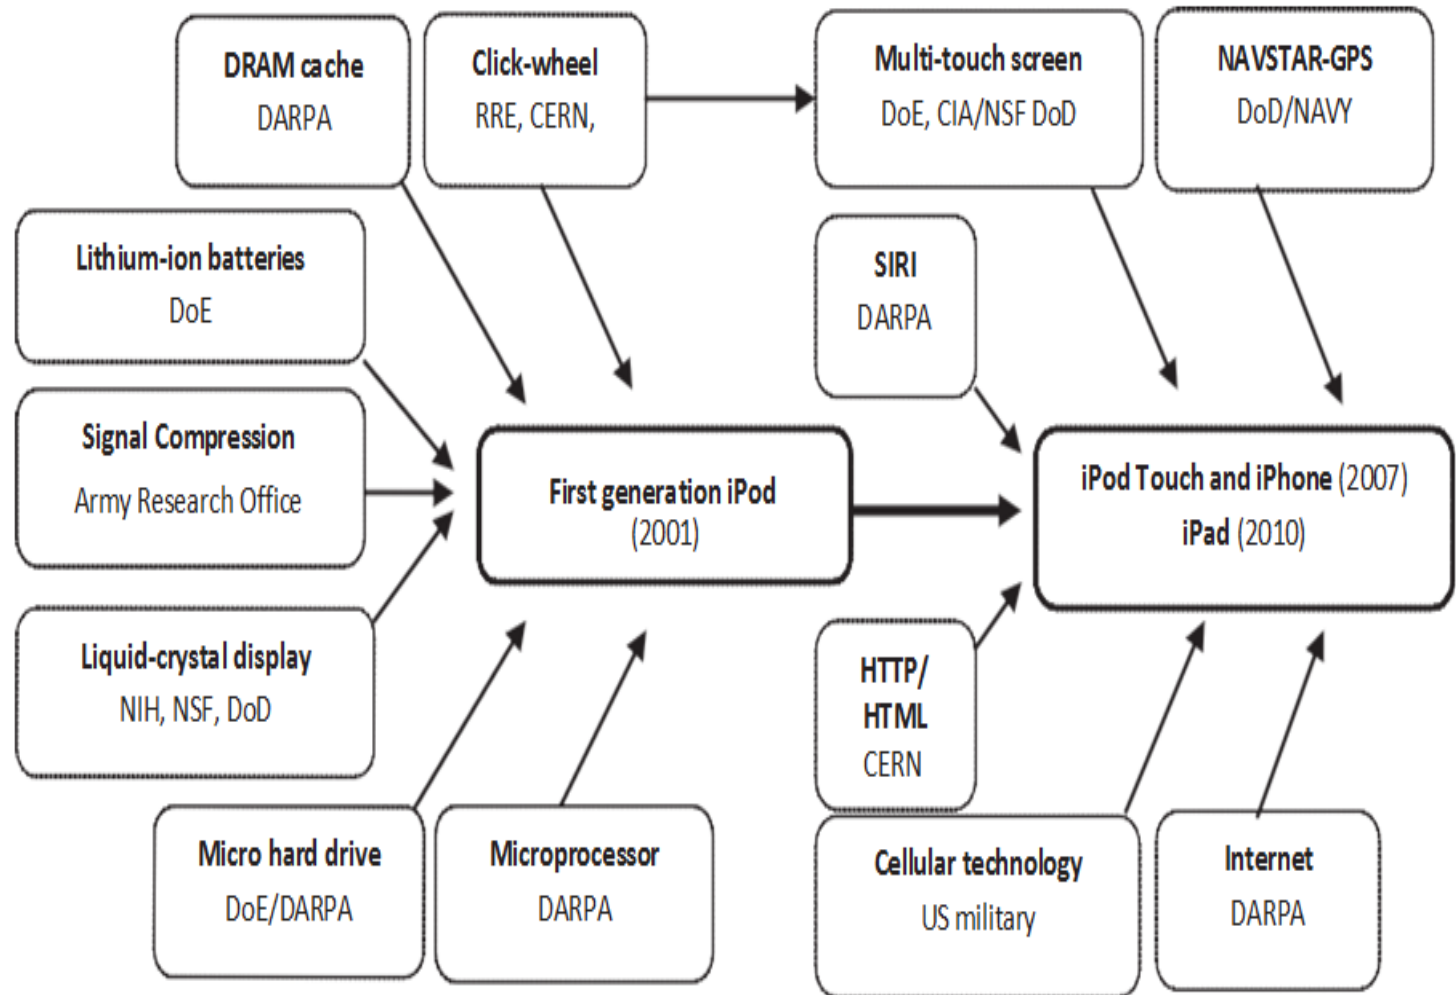 DRAM cache
DARPA
Click-wheel
RRE, CERN,
Multi-touch screen
DoE, CIA/NSF DoD
NAVSTAR-GPS
DoD/NAVY
Lithium-ion batteries
DoE
SIRI
DARPA
Signal Compression
Army Research Office
First generation iPod
(2001)
iPod Touch and iPhone (2007)
iPad (2010)
Liquid-crystal display
NIH, NSF, DoD
HTTP/
HTML
CERN
Micro hard drive
DoE/DARPA
Microprocessor
DARPA
Cellular technology
US military
Internet
DARPA